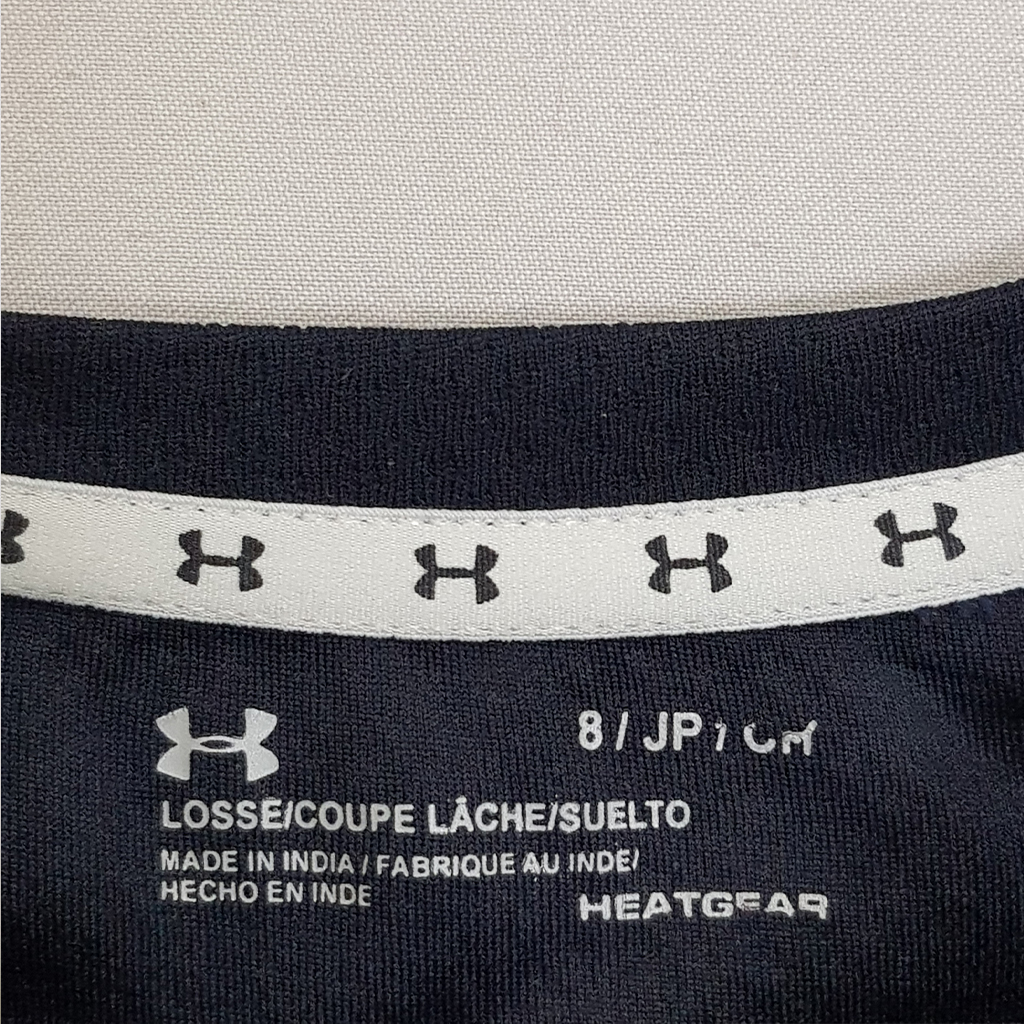 8 / JP /
LOSSE/COUPE LÂCHE/SUELTO
MADE IN INDIA / FABRIQUE AU INDE/
HECHO EN INDE
HEATGEAR